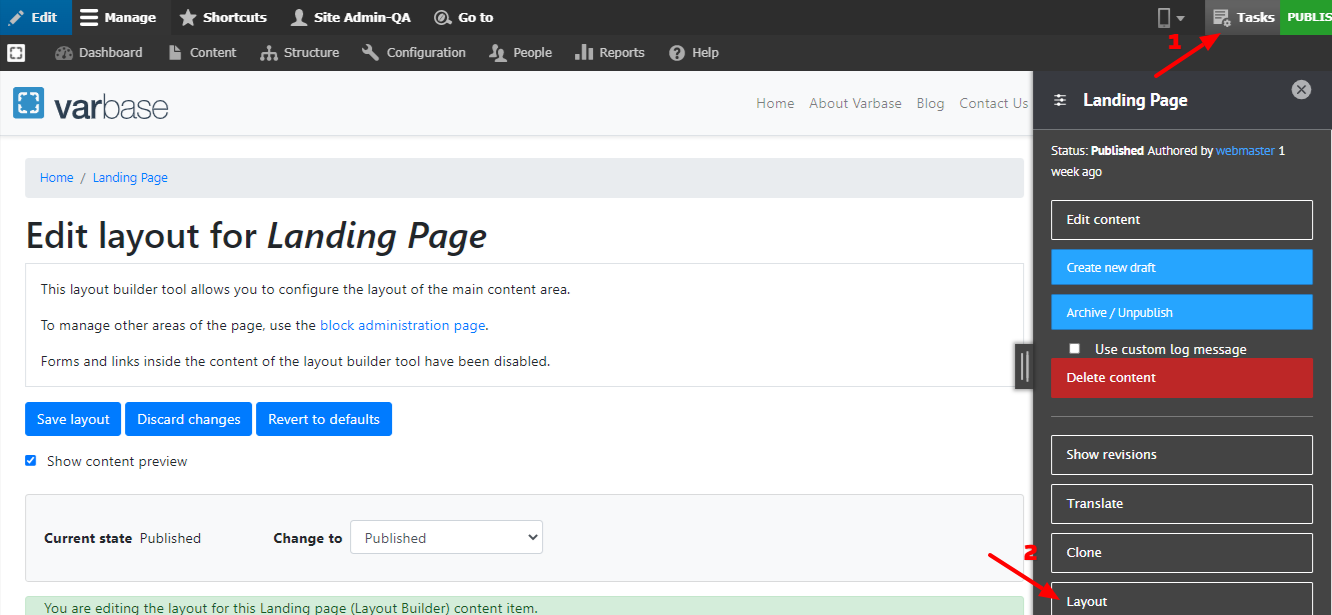 Edit Manage Shortcuts Site Admin-QA Go to Tasks PUBLIS
1
Dashboard Content Structure Configuration People Reports Help
varbase
Home About Varbase Blog Contact Us
Home / Landing Page
Edit layout for Landing Page
This layout builder tool allows you to configure the layout of the main content area.
To manage other areas of the page, use the block administration page.
Forms and links inside the content of the layout builder tool have been disabled.
Save layout Discard changes Revert to defaults
Show content preview
Current state Published Change to Published
You are editing the layout for this Landing page (Layout Builder) content item.
Landing Page
Status: Published Authored by webmaster 1
week ago
Edit content
Create new draft
Archive / Unpublish
Use custom log message
Delete content
Show revisions
Translate
Clone
2
Layout